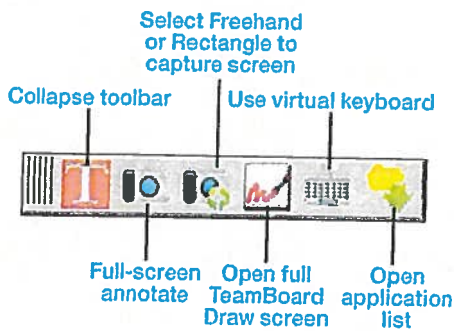 Select Freehand
or Rectangle to
capture screen
Collapse toolbar
Use virtual keyboard
T
Full-screen
annotate
Open full
TeamBoard
Draw screen
Open
application
list